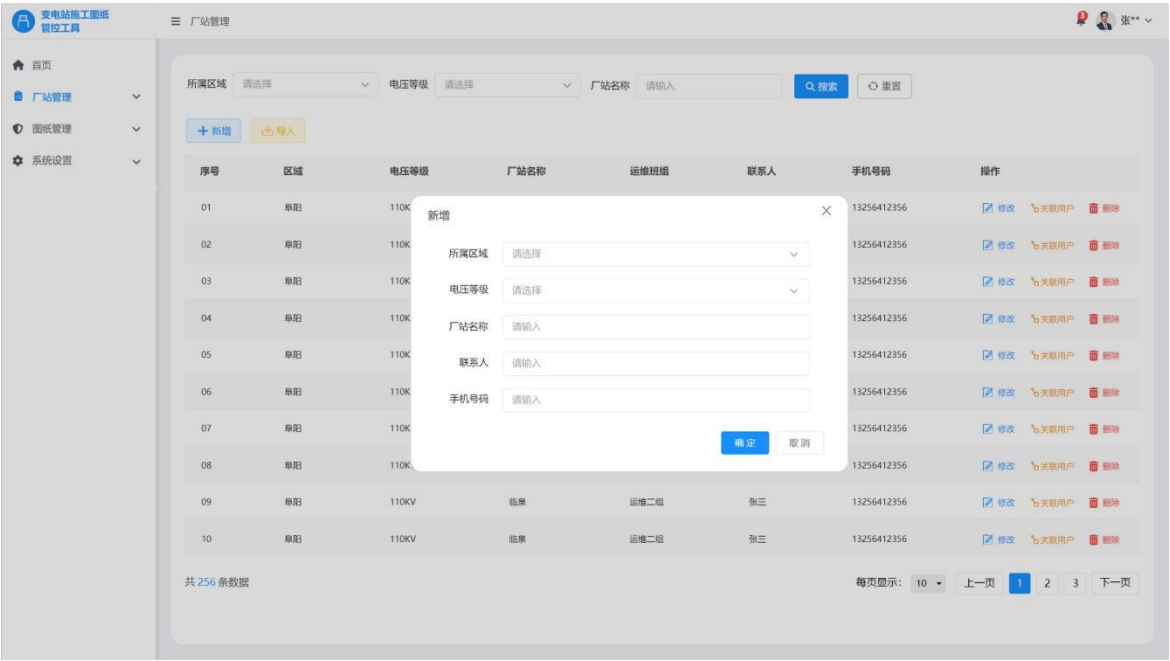 变电站施工图纸
管控工具
厂站管理
3
张**
首页
厂站管理
图纸管理
系统设置
所属区域 请选择 电压等级 请选择 厂站名称 请输入 搜索 重置
新增 导入
序号 区域 电压等级 厂站名称 运维班组 联系人 手机号码 操作
01 阜阳 110K 13256412356 修改 关联用户 删除
02 阜阳 110K 13256412356 修改 关联用户 删除
03 阜阳 110K 13256412356 修改 关联用户 删除
04 阜阳 110K 13256412356 修改 关联用户 删除
05 阜阳 110K 13256412356 修改 关联用户 删除
06 阜阳 110K 13256412356 修改 关联用户 删除
07 阜阳 110K 13256412356 修改 关联用户 删除
08 阜阳 110K 13256412356 修改 关联用户 删除
09 阜阳 110KV 临泉 运维二组 张三 13256412356 修改 关联用户 删除
10 阜阳 110KV 临泉 运维二组 张三 13256412356 修改 关联用户 删除
新增
所属区域 请选择
电压等级 请选择
厂站名称 请输入
联系人 请输入
手机号码 请输入
确定 取消
共 256 条数据 每页显示: 10 上一页 1 2 3 下一页